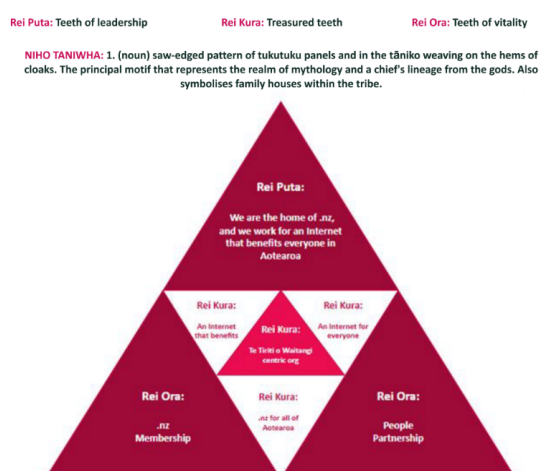 Rei Puta: Teeth of leadership
Rei Kura: Treasured teeth
Rei Ora: Teeth of vitality
NIHO TANIWHA: 1. (noun) saw-edged pattern of tukutuku panels and in the tāniko weaving on the hems of
cloaks. The principal motif that represents the realm of mythology and a chief's lineage from the gods. Also
symbolises family houses within the tribe.
Rei Puta:
We are the home of .nz,
and we work for an Internet
that benefits everyone in
Aotearoa
Rei Kura:
An Internet
that benefits
Rei Kura:
Te Tiriti o Waitangi
centric org
Rei Kura:
An Internet for
everyone
Rei Kura:
.nz for all of
Aotearoa
Rei Ora:
.nz
Membership
Rei Ora:
People
Partnership